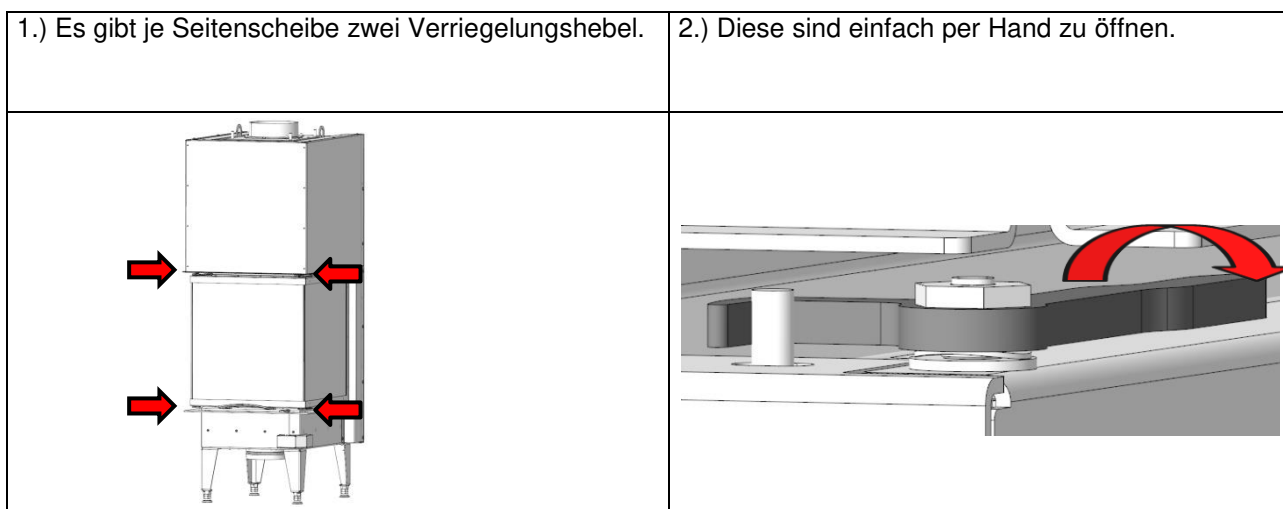 1.) Es gibt je Seitenscheibe zwei Verriegelungshebel.
2.) Diese sind einfach per Hand zu öffnen.